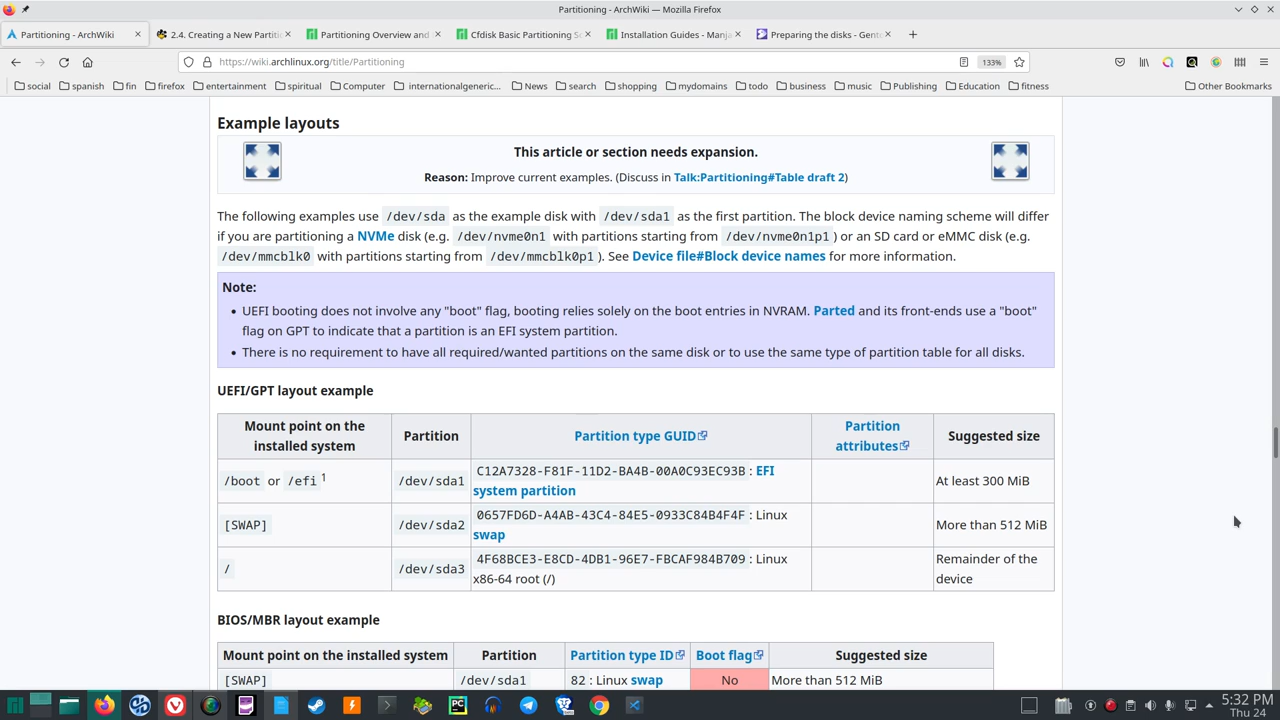 Partitioning - ArchWiki — Mozilla Firefox
Partitioning - ArchWiki
2.4. Creating a New Partiti
Partitioning Overview and
Cfdisk Basic Partitioning S
Installation Guides - Manja
Preparing the disks - Gent
https://wiki.archlinux.org/title/Partitioning
133%
social
spanish
fin
firefox
entertainment
spiritual
Computer
internationalgeneric...
News
search
shopping
mydomains
todo
business
music
Publishing
Education
fitness
Other Bookmarks
Example layouts
This article or section needs expansion.
Reason: Improve current examples. (Discuss in Talk:Partitioning#Table draft 2)
The following examples use /dev/sda as the example disk with /dev/sda1 as the first partition. The block device naming scheme will differ
if you are partitioning a NVMe disk (e.g. /dev/nvme0n1 with partitions starting from /dev/nvme0n1p1 ) or an SD card or eMMC disk (e.g.
/dev/mmcblk0 with partitions starting from /dev/mmcblk0p1 ). See Device file#Block device names for more information.
Note:
• UEFI booting does not involve any "boot" flag, booting relies solely on the boot entries in NVRAM. Parted and its front-ends use a "boot"
flag on GPT to indicate that a partition is an EFI system partition.
• There is no requirement to have all required/wanted partitions on the same disk or to use the same type of partition table for all disks.
UEFI/GPT layout example
Mount point on the
installed system
Partition
Partition type GUID
Partition
attributes
Suggested size
/boot or /efi 1
/dev/sda1
C12A7328-F81F-11D2-BA4B-00A0C93EC93B : EFI
system partition
At least 300 MiB
[SWAP]
/dev/sda2
0657FD6D-A4AB-43C4-84E5-0933C84B4F4F : Linux
swap
More than 512 MiB
/
/dev/sda3
4F68BCE3-E8CD-4DB1-96E7-FBCAF984B709 : Linux
x86-64 root (/)
Remainder of the
device
BIOS/MBR layout example
Mount point on the installed system
Partition
Partition type ID
Boot flag
Suggested size
[SWAP]
/dev/sda1
82 : Linux swap
No
More than 512 MiB
5:32 PM
Thu 24